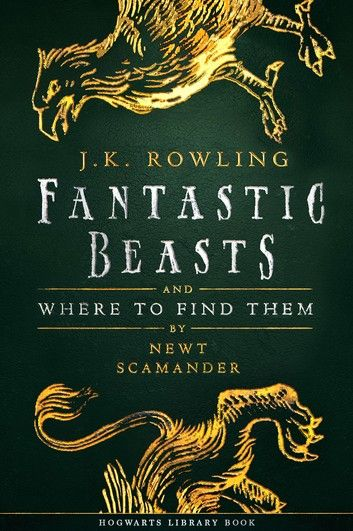 J.K. ROWLING
FANTASTIC
BEASTS
AND
WHERE TO FIND THEM
BY
NEWT
SCAMANDER
HOGWARTS LIBRARY BOOK